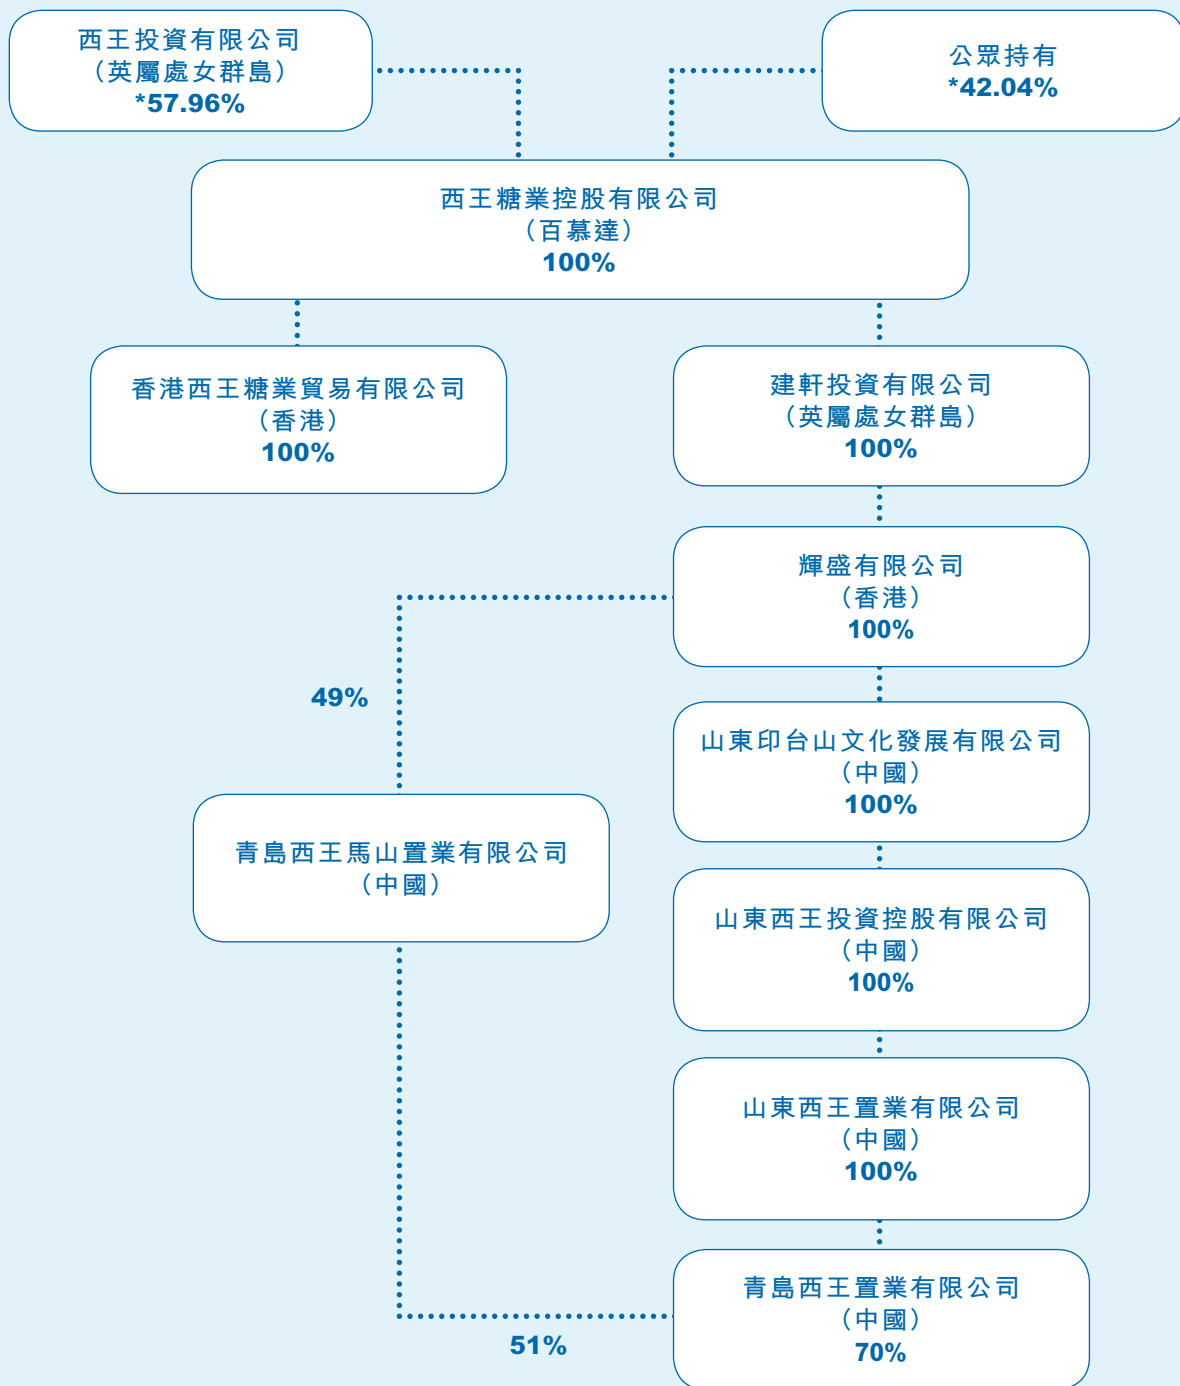 西王投資有限公司
（英屬處女群島）
*57.96%
公眾持有
*42.04%
西王糖業控股有限公司
（百慕達）
100%
香港西王糖業貿易有限公司
（香港）
100%
建軒投資有限公司
（英屬處女群島）
100%
輝盛有限公司
（香港）
100%
49%
山東印台山文化發展有限公司
（中國）
100%
青島西王馬山置業有限公司
（中國）
山東西王投資控股有限公司
（中國）
100%
山東西王置業有限公司
（中國）
100%
青島西王置業有限公司
（中國）
70%
51%